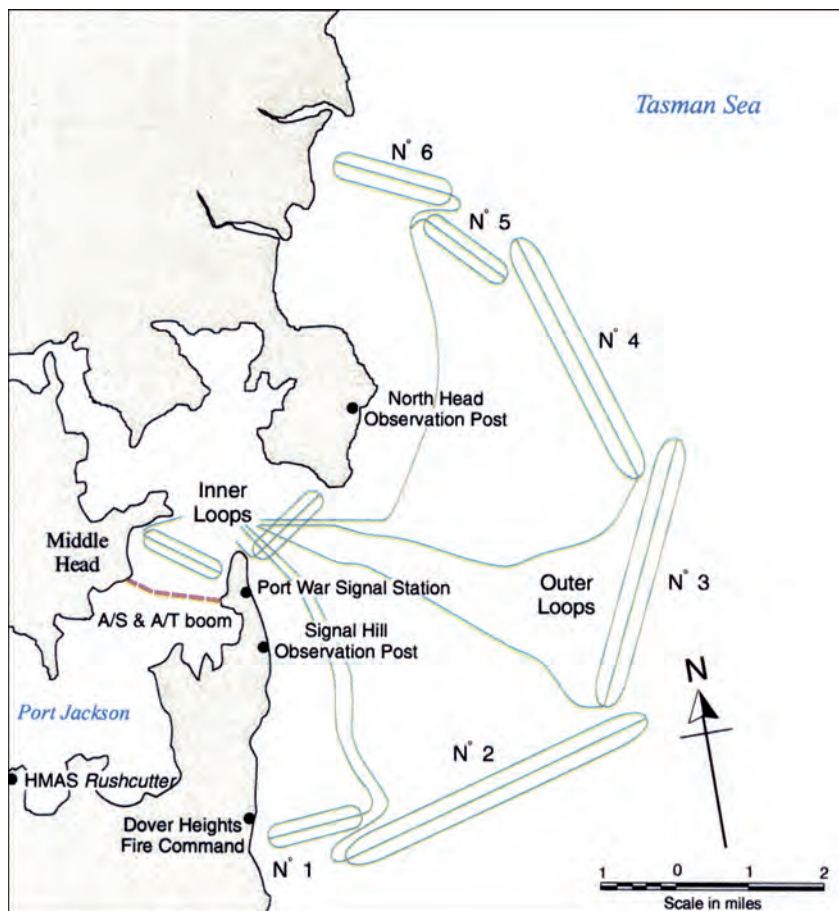 Tasman Sea
N° 6
N° 5
N° 4
North Head
Observation Post
Inner
Loops
Middle
Head
Outer
Loops
N° 3
Port War Signal Station
A/S & A/T boom
Signal Hill
Observation Post
N
Port Jackson
N° 2
HMAS Rushcutter
Dover Heights
Fire Command
N° 1
1 0 1 2
Scale in miles